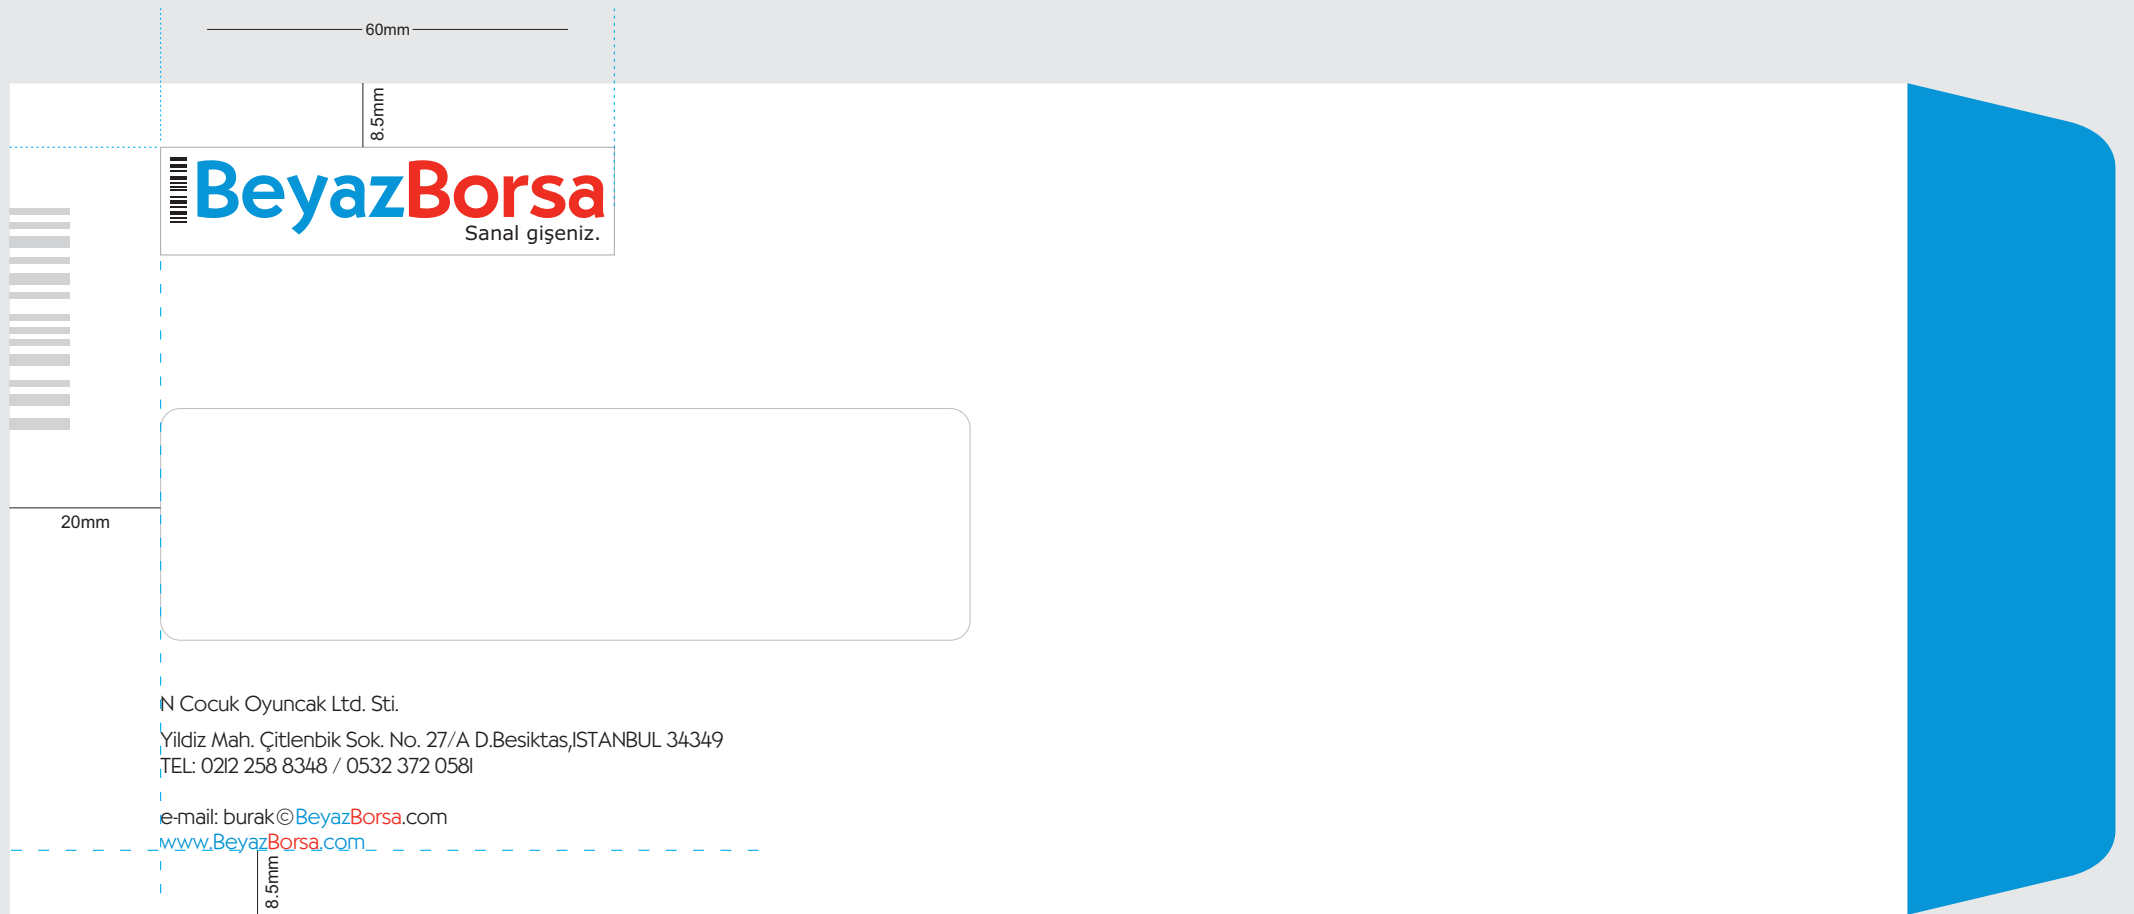 60mm
8.5mm
BeyazBorsa
Sanal gişeniz.
20mm
N Cocuk Oyuncak Ltd. Sti.
Yildiz Mah. Çitlenbik Sok. No. 27/A D.Besiktas,ISTANBUL 34349
TEL: 0212 258 8348 / 0532 372 0581
e-mail: burak©BeyazBorsa.com
www.BeyazBorsa.com
8.5mm